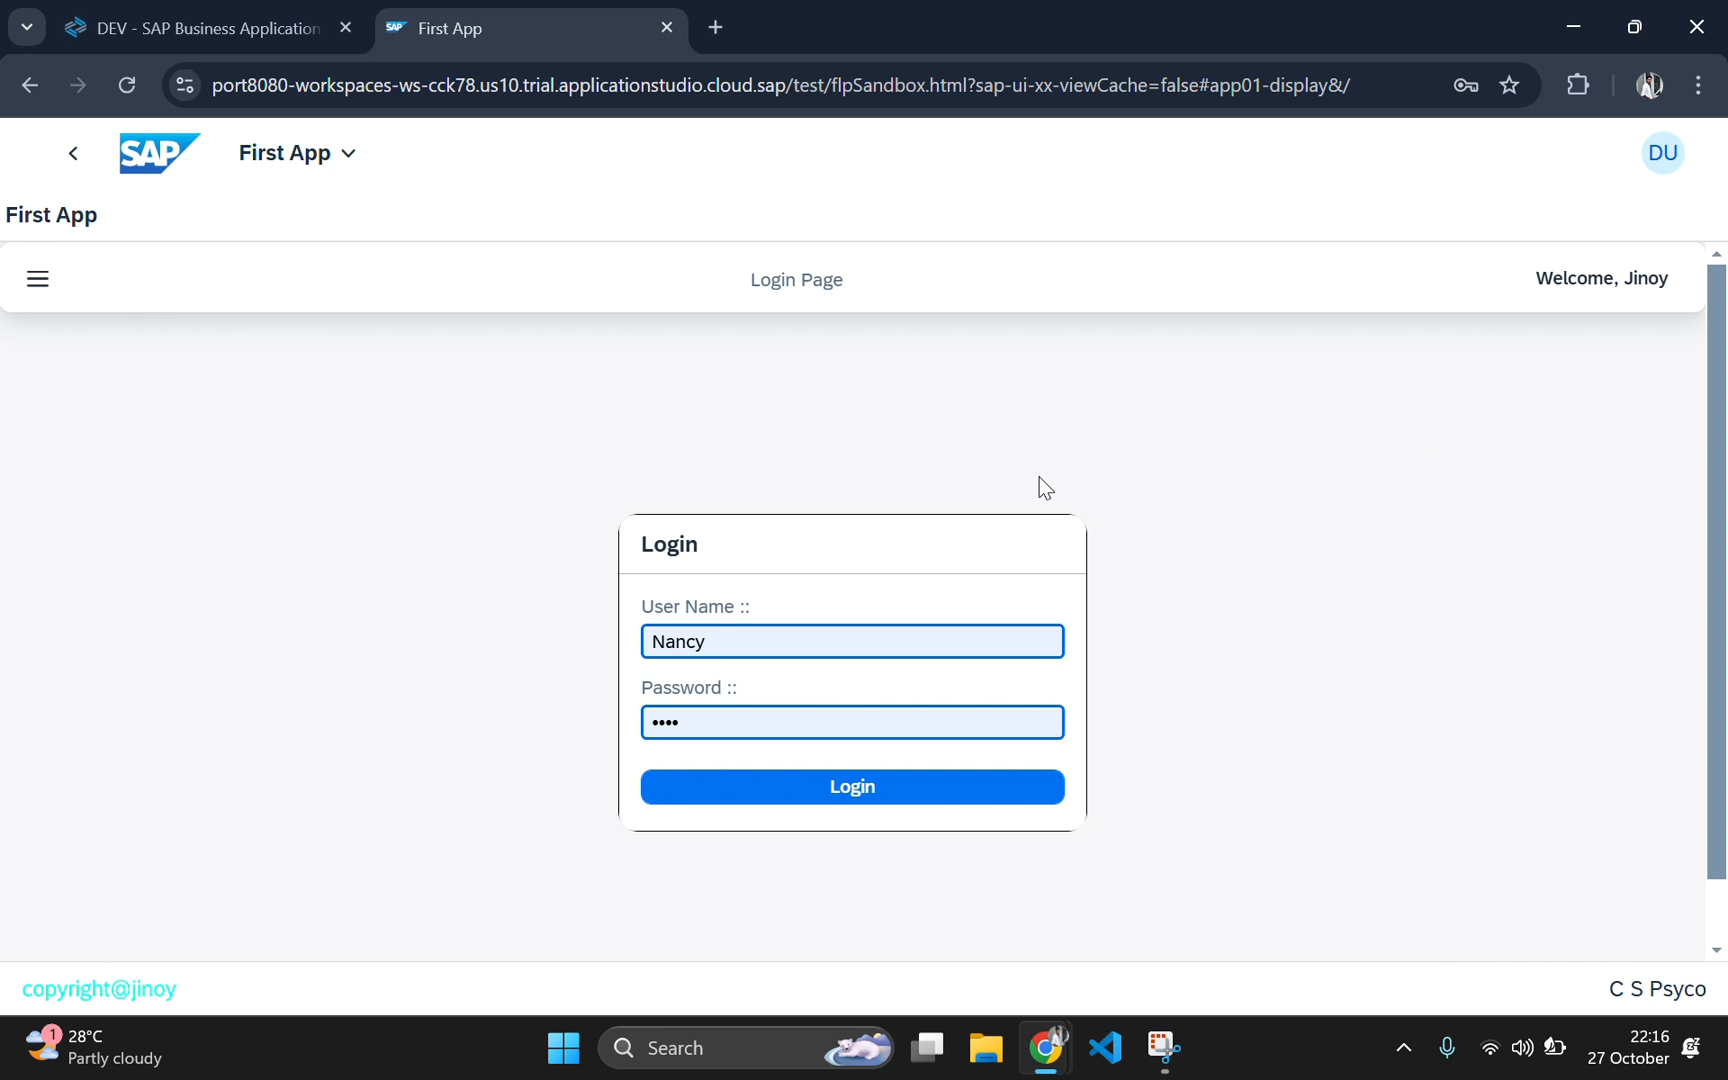 DEV - SAP Business Application
SAP First App
port8080-workspaces-ws-cck78.us10.trial.applicationstudio.cloud.sap/test/flpSandbox.html?sap-ui-xx-viewCache=false#app01-display&/
SAP First App
DU
First App
Login Page
Welcome, Jinoy
Login
User Name ::
Nancy
Password ::
••••
Login
copyright@jinoy
C S Psyco
1
28°C
Partly cloudy
Search
22:16
27 October